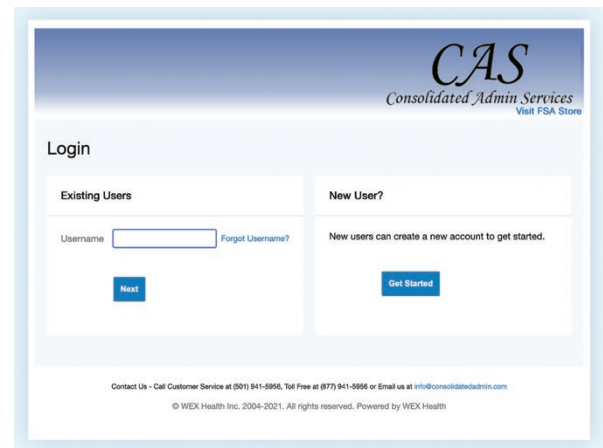 CAS
Consolidated Admin Services
Visit FSA Store
Login
Existing Users
Username
Forgot Username?
Next
New User?
New users can create a new account to get started.
Get Started
Contact Us - Call Customer Service at (501) 941-5956, Toll Free at (877) 941-5956 or Email us at info@consolidatedadmin.com
© WEX Health Inc. 2004-2021. All rights reserved. Powered by WEX Health